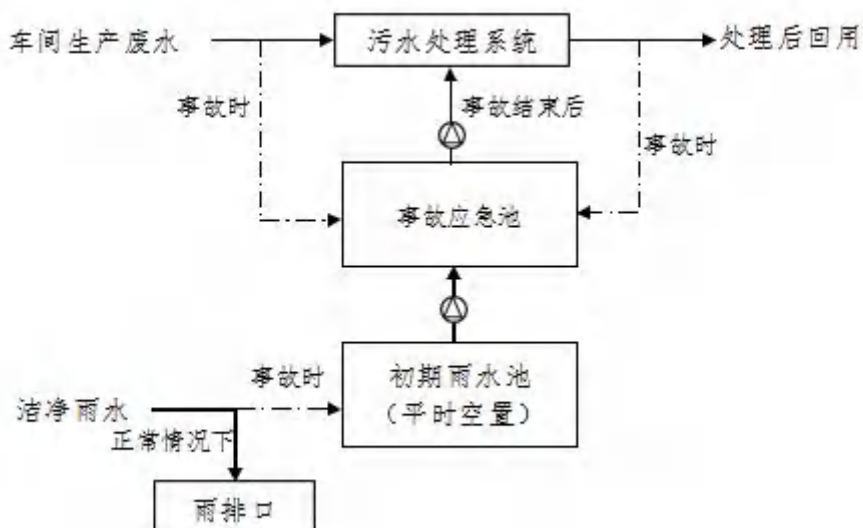 车间生产废水
污水处理系统
处理后回用
事故时
事故结束后
事故时
事故应急池
事故时
初期雨水池
（平时空置）
洁净雨水
正常情况下
雨排口